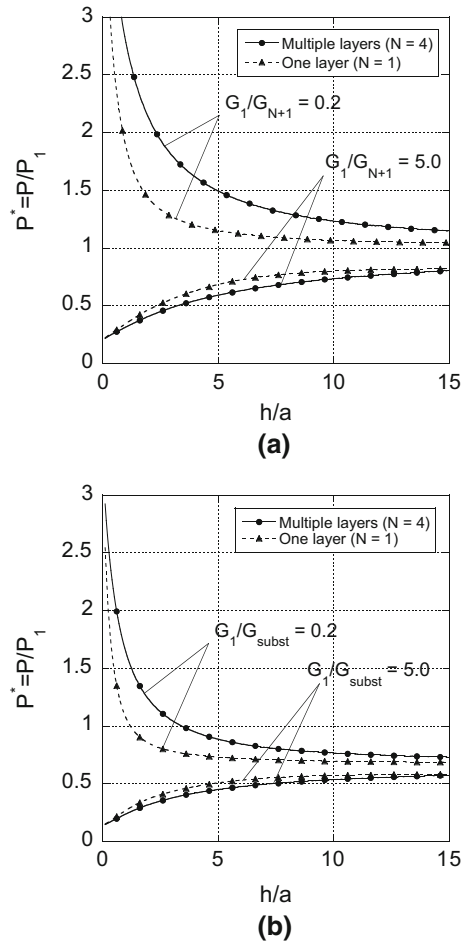 3
Multiple layers (N = 4)
One layer (N = 1)
2.5
G1/GN+1 = 0.2
2
G1/GN+1 = 5.0
1.5
P*=P/P1
1
0.5
0
0 5 10 15
h/a
(a)
3
Multiple layers (N = 4)
One layer (N = 1)
2.5
2
G1/Gsubst = 0.2
G1/Gsubst = 5.0
1.5
P*=P/P1
1
0.5
0
0 5 10 15
h/a
(b)